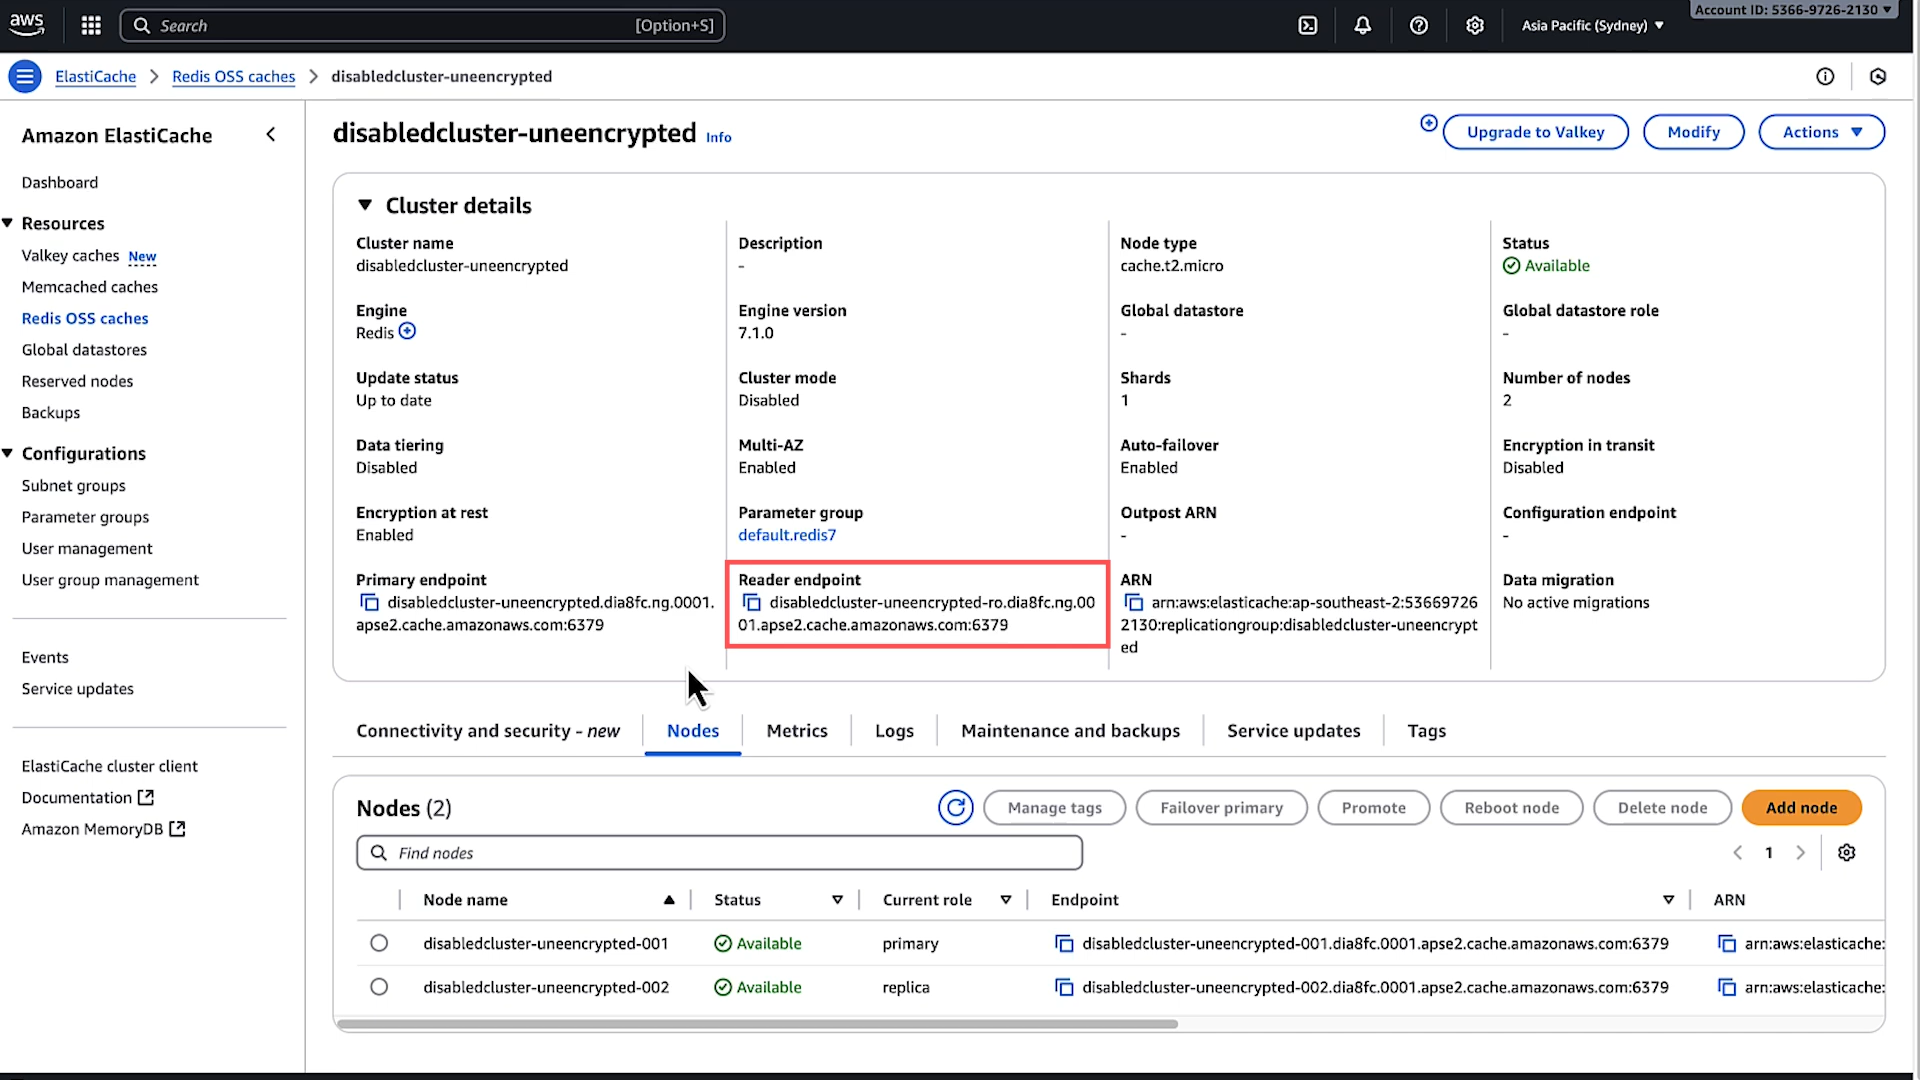 aws
Search
[Option+S]
Asia Pacific (Sydney)
Account ID: 5366-9726-2130
ElastiCache
Redis OSS caches
disabledcluster-uneencrypted
Amazon ElastiCache
Dashboard
Resources
Valkey caches New
Memcached caches
Redis OSS caches
Global datastores
Reserved nodes
Backups
Configurations
Subnet groups
Parameter groups
User management
User group management
Events
Service updates
ElastiCache cluster client
Documentation
Amazon MemoryDB
disabledcluster-uneencrypted Info
Upgrade to Valkey
Modify
Actions
Cluster details
Cluster name
disabledcluster-uneencrypted
Description
-
Node type
cache.t2.micro
Status
Available
Engine
Redis
Engine version
7.1.0
Global datastore
-
Global datastore role
-
Update status
Up to date
Cluster mode
Disabled
Shards
1
Number of nodes
2
Data tiering
Disabled
Multi-AZ
Enabled
Auto-failover
Enabled
Encryption in transit
Disabled
Encryption at rest
Enabled
Parameter group
default.redis7
Outpost ARN
-
Configuration endpoint
-
Primary endpoint
disabledcluster-uneencrypted.dia8fc.ng.0001.
apse2.cache.amazonaws.com:6379
Reader endpoint
disabledcluster-uneencrypted-ro.dia8fc.ng.00
01.apse2.cache.amazonaws.com:6379
ARN
arn:aws:elasticache:ap-southeast-2:53669726
2130:replicationgroup:disabledcluster-uneencrypt
ed
Data migration
No active migrations
Connectivity and security - new
Nodes
Metrics
Logs
Maintenance and backups
Service updates
Tags
Nodes (2)
Manage tags
Failover primary
Promote
Reboot node
Delete node
Add node
Find nodes
1
Node name
Status
Current role
Endpoint
ARN
disabledcluster-uneencrypted-001
Available
primary
disabledcluster-uneencrypted-001.dia8fc.0001.apse2.cache.amazonaws.com:6379
arn:aws:elasticache:
disabledcluster-uneencrypted-002
Available
replica
disabledcluster-uneencrypted-002.dia8fc.0001.apse2.cache.amazonaws.com:6379
arn:aws:elasticache: